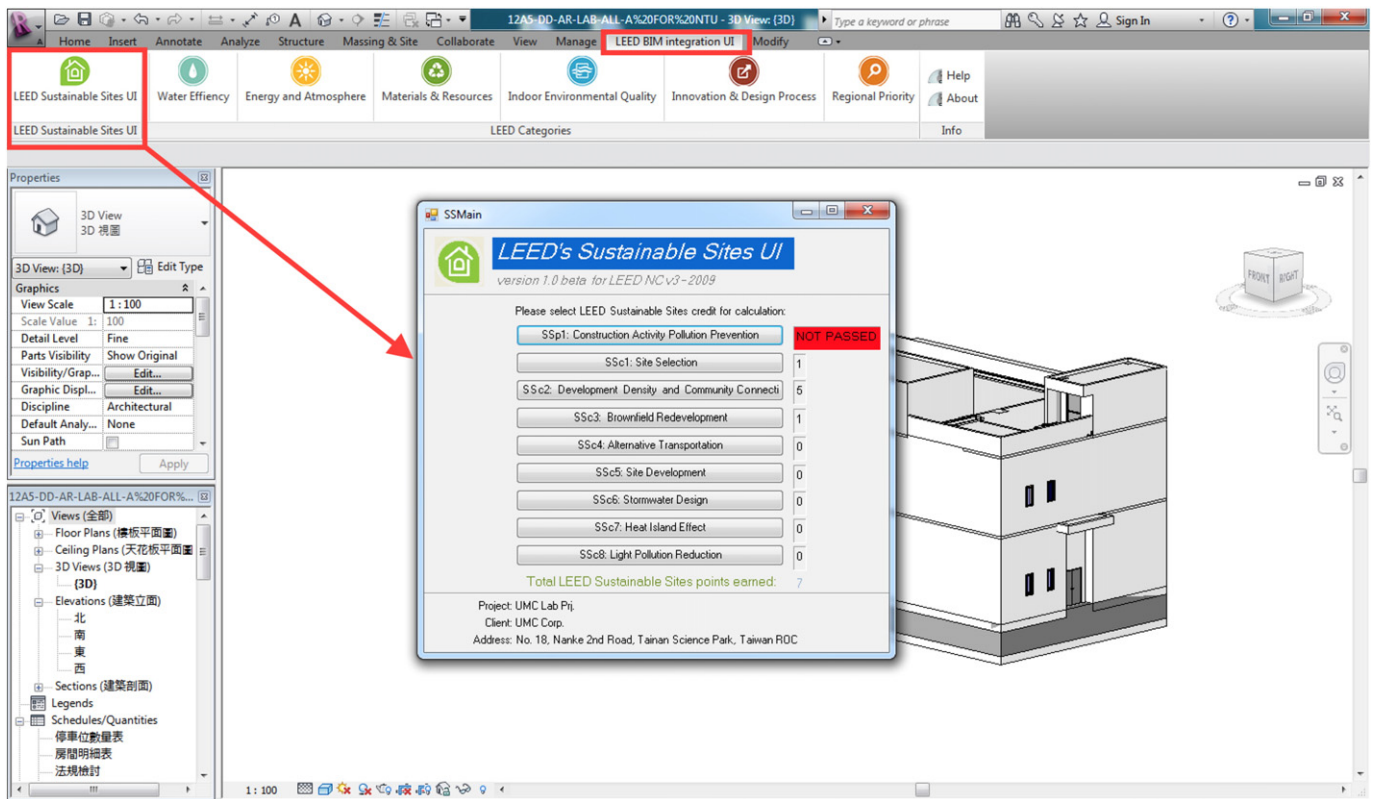 12A5-DD-AR-LAB-ALL-A%20FOR%20NTU - 3D View: {3D}
Type a keyword or phrase
Sign In
Home Insert Annotate Analyze Structure Massing & Site Collaborate View Manage LEED BIM integration UI Modify
LEED Sustainable Sites UI
Water Effiency
Energy and Atmosphere
Materials & Resources
Indoor Environmental Quality
Innovation & Design Process
Regional Priority
Help
About
LEED Sustainable Sites UI
LEED Categories
Info
Properties
3D View
3D 視圖
3D View: {3D}
Edit Type
Graphics
View Scale 1 : 100
Scale Value 1: 100
Detail Level Fine
Parts Visibility Show Original
Visibility/Grap... Edit...
Graphic Displ... Edit...
Discipline Architectural
Default Analy... None
Sun Path
Properties help
Apply
12A5-DD-AR-LAB-ALL-A%20FOR%...
Views (全部)
Floor Plans (樓板平面圖)
Ceiling Plans (天花板平面圖
3D Views (3D 視圖)
{3D}
Elevations (建築立面)
北
南
東
西
Sections (建築剖面)
Legends
Schedules/Quantities
停車位數量表
房間明細表
法規檢討
SSMain
LEED's Sustainable Sites UI
version 1.0 beta for LEED NC v3-2009
Please select LEED Sustainable Sites credit for calculation:
SSp1: Construction Activity Pollution Prevention NOT PASSED
SSc1: Site Selection 1
SSc2: Development Density and Community Connecti 5
SSc3: Brownfield Redevelopment 1
SSc4: Alternative Transportation 0
SSc5: Site Development 0
SSc6: Stormwater Design 0
SSc7: Heat Island Effect 0
SSc8: Light Pollution Reduction 0
Total LEED Sustainable Sites points earned: 7
Project: UMC Lab Prj.
Client: UMC Corp.
Address: No. 18, Nanke 2nd Road, Tainan Science Park, Taiwan ROC
FRONT RIGHT
1 : 100